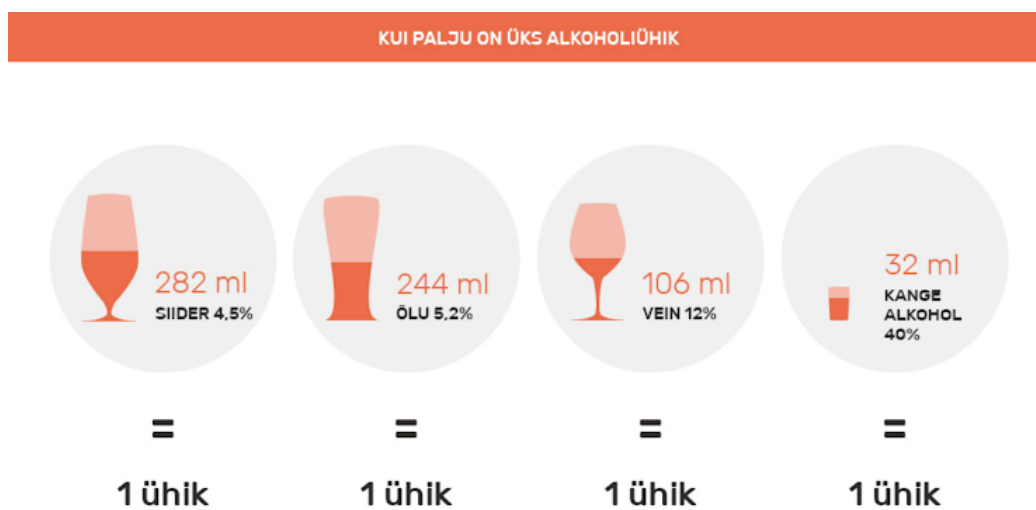 KUI PALJU ON ÜKS ALKOHOLIÜHIK
282 ml
SIIDER 4,5%
244 ml
ÕLU 5,2%
106 ml
VEIN 12%
32 ml
KANGE
ALKOHOL
40%
= = = =
1 ühik 1 ühik 1 ühik 1 ühik